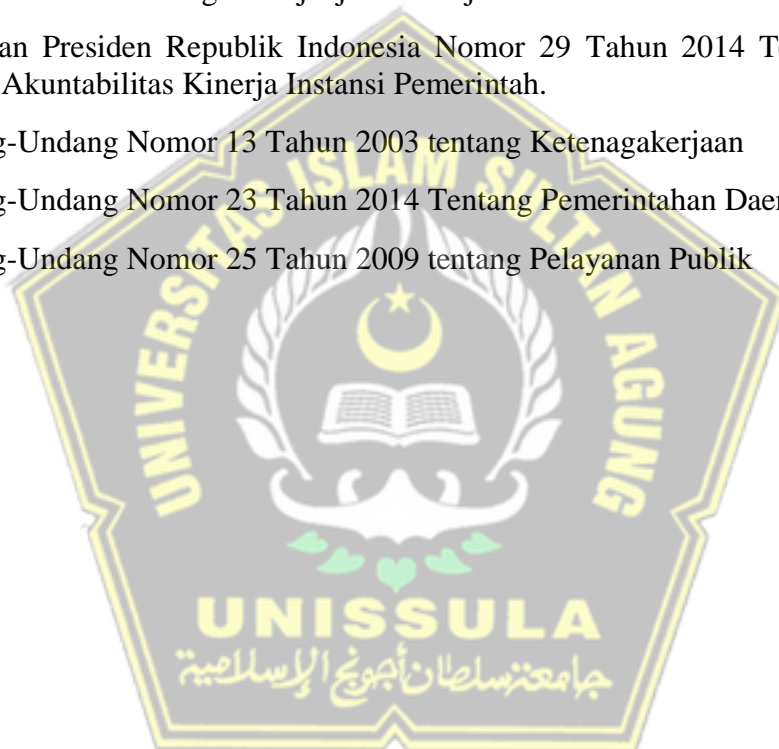 an Presiden Republik Indonesia Nomor 29 Tahun 2014 T
Akuntabilitas Kinerja Instansi Pemerintah.
g-Undang Nomor 13 Tahun 2003 tentang Ketenagakerjaan
g-Undang Nomor 23 Tahun 2014 Tentang Pemerintahan Daer
g-Undang Nomor 25 Tahun 2009 tentang Pelayanan Publik
UNIVERSITAS ISLAM SULTAN AGUNG
UNISSULA
جامعة سلطان أجونج الإسلامية